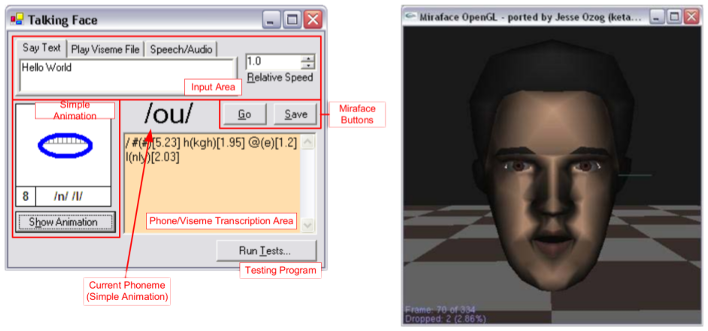 Talking Face
Say Text Play Viseme File Speech/Audio
Hello World
1.0
Relative Speed
Input Area
Simple
Animation
/ou/
Go Save
Miraface
Buttons
/ #(#)[5.23] h(kgh)[1.95] @(e)[1.2]
l(nly)[2.03]
8 /n/ /l/
Show Animation
Phone/Viseme Transcription Area
Run Tests...
Testing Program
Current Phoneme
(Simple Animation)
Miraface OpenGL - ported by Jesse Ozog (keta...
Frame: 70 of 334
Dropped: 2 (2.86%)